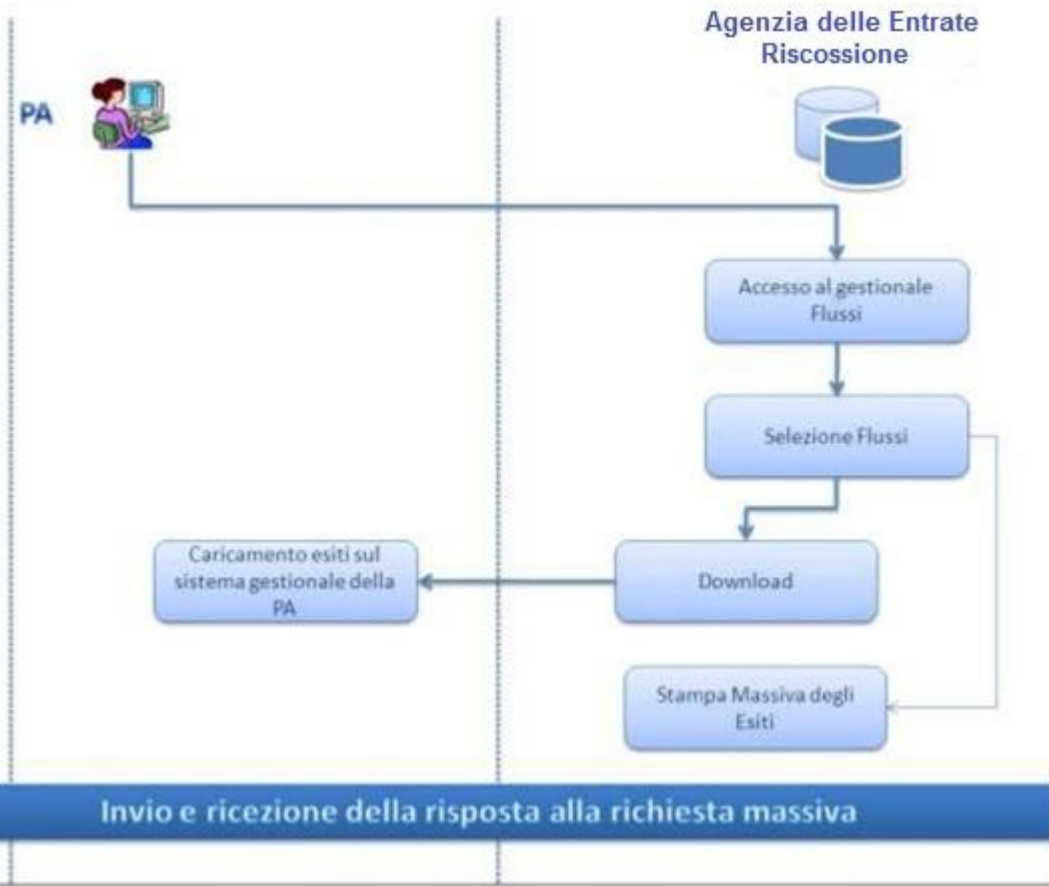 Agenzia delle Entrate
Riscossione
PA
Accesso al gestionale
Flussi
Selezione Flussi
Caricamento esiti sul
sistema gestionale della
PA
Download
Stampa Massiva degli
Esiti
Invio e ricezione della risposta alla richiesta massiva